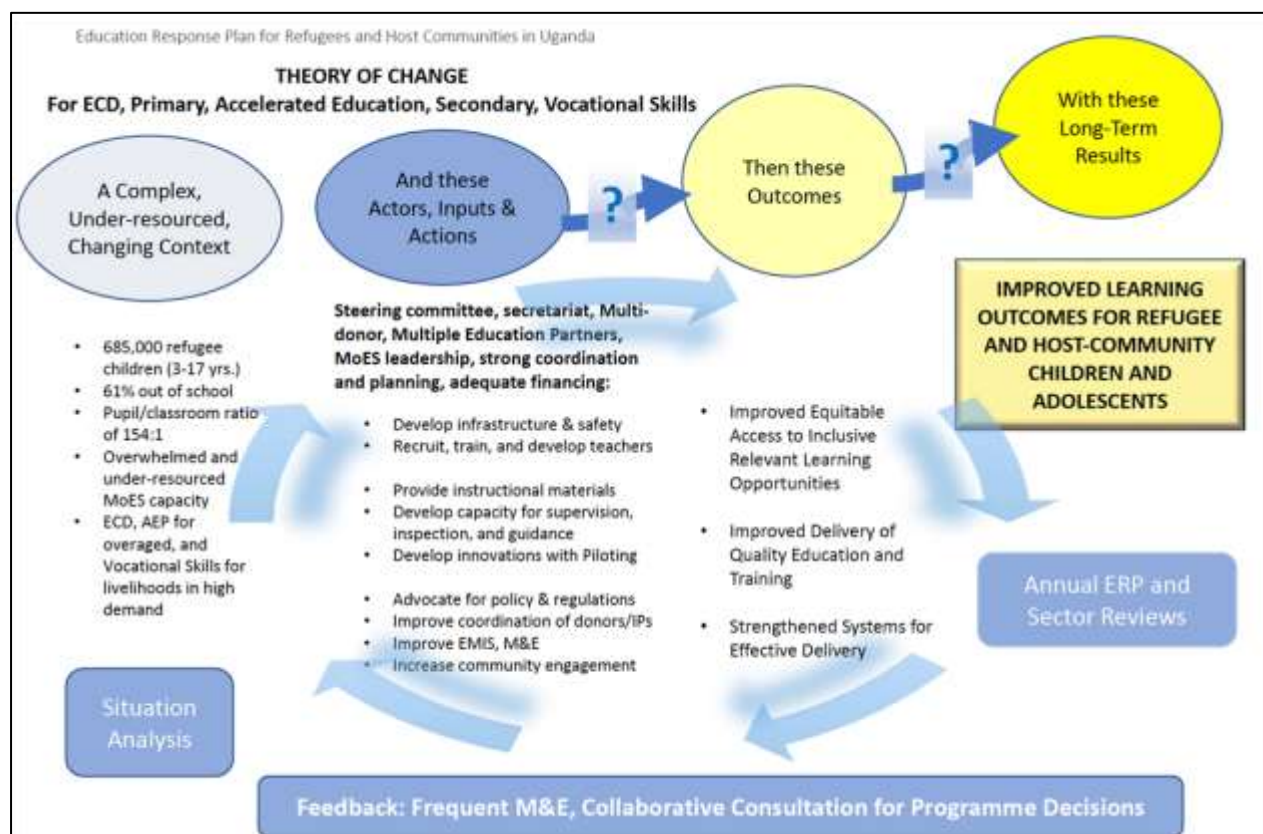 Education Response Plan for Refugees and Host Communities in Uganda
THEORY OF CHANGE
For ECD, Primary, Accelerated Education, Secondary, Vocational Skills
A Complex,
Under-resourced,
Changing Context
And these
Actors, Inputs &
Actions
?
Then these
Outcomes
?
With these
Long-Term
Results
• 685,000 refugee
children (3-17 yrs.)
• 61% out of school
• Pupil/classroom ratio
of 154:1
• Overwhelmed and
under-resourced
MoES capacity
• ECD, AEP for
overaged, and
Vocational Skills for
livelihoods in high
demand
Steering committee, secretariat, Multi-
donor, Multiple Education Partners,
MoES leadership, strong coordination
and planning, adequate financing:
• Develop infrastructure & safety
• Recruit, train, and develop teachers
• Provide instructional materials
• Develop capacity for supervision,
inspection, and guidance
• Develop innovations with Piloting
• Advocate for policy & regulations
• Improve coordination of donors/IPs
• Improve EMIS, M&E
• Increase community engagement
• Improved Equitable
Access to Inclusive
Relevant Learning
Opportunities
• Improved Delivery of
Quality Education and
Training
• Strengthened Systems for
Effective Delivery
IMPROVED LEARNING
OUTCOMES FOR REFUGEE
AND HOST-COMMUNITY
CHILDREN AND
ADOLESCENTS
Annual ERP and
Sector Reviews
Situation
Analysis
Feedback: Frequent M&E, Collaborative Consultation for Programme Decisions